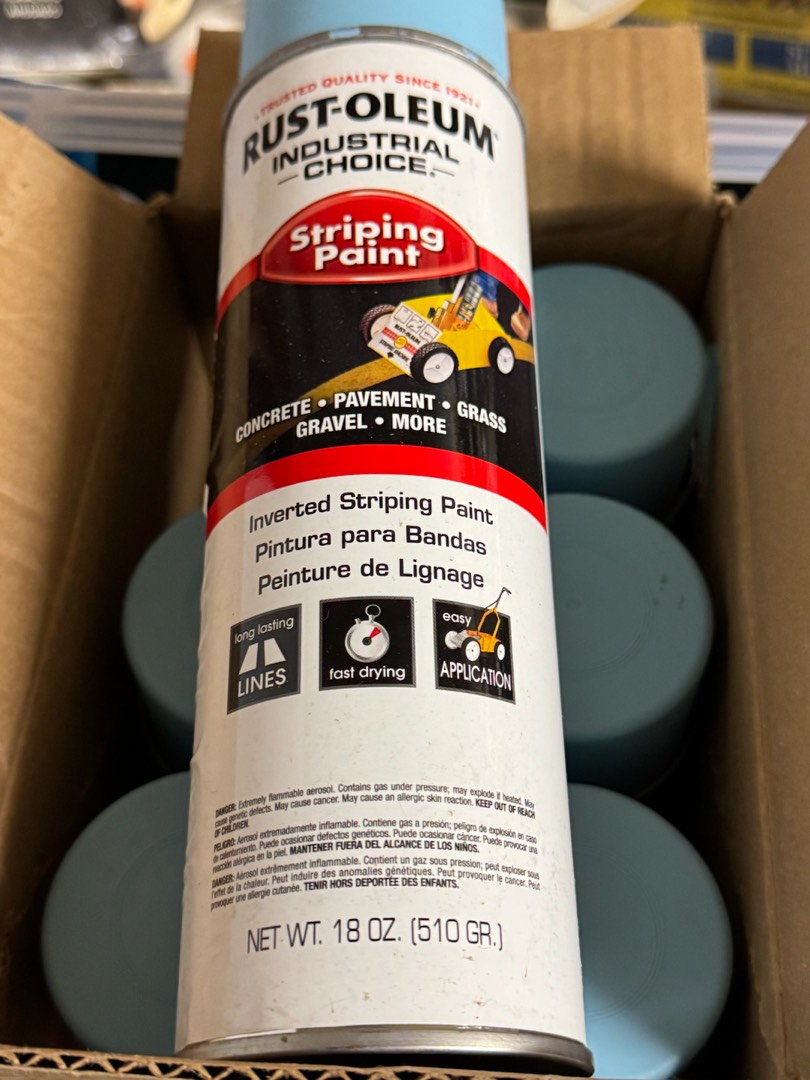 TRUSTED QUALITY SINCE 1921
RUST-OLEUM
INDUSTRIAL
CHOICE.
Striping
Paint
CONCRETE • PAVEMENT • GRASS
GRAVEL • MORE
Inverted Striping Paint
Pintura para Bandas
Peinture de Lignage
long lasting
LINES
fast drying
easy
APPLICATION
DANGER: Extremely flammable aerosol. Contains gas under pressure; may explode if heated. May
cause genetic defects. May cause cancer. May cause an allergic skin reaction. KEEP OUT OF REACH
OF CHILDREN.
PELIGRO: Aerosol extremadamente inflamable. Contiene gas a presión; peligro de explosión en caso
de calentamiento. Puede ocasionar defectos genéticos. Puede ocasionar cáncer. Puede provocar una
reacción alérgica en la piel. MANTENER FUERA DEL ALCANCE DE LOS NIÑOS.
DANGER: Aérosol extrêmement inflammable. Contient un gaz sous pression; peut exploser sous
l'effet de la chaleur. Peut induire des anomalies génétiques. Peut provoquer le cancer. Peut
provoquer une allergie cutanée. TENIR HORS DEPORTÉE DES ENFANTS.
NET WT. 18 OZ. (510 GR.)